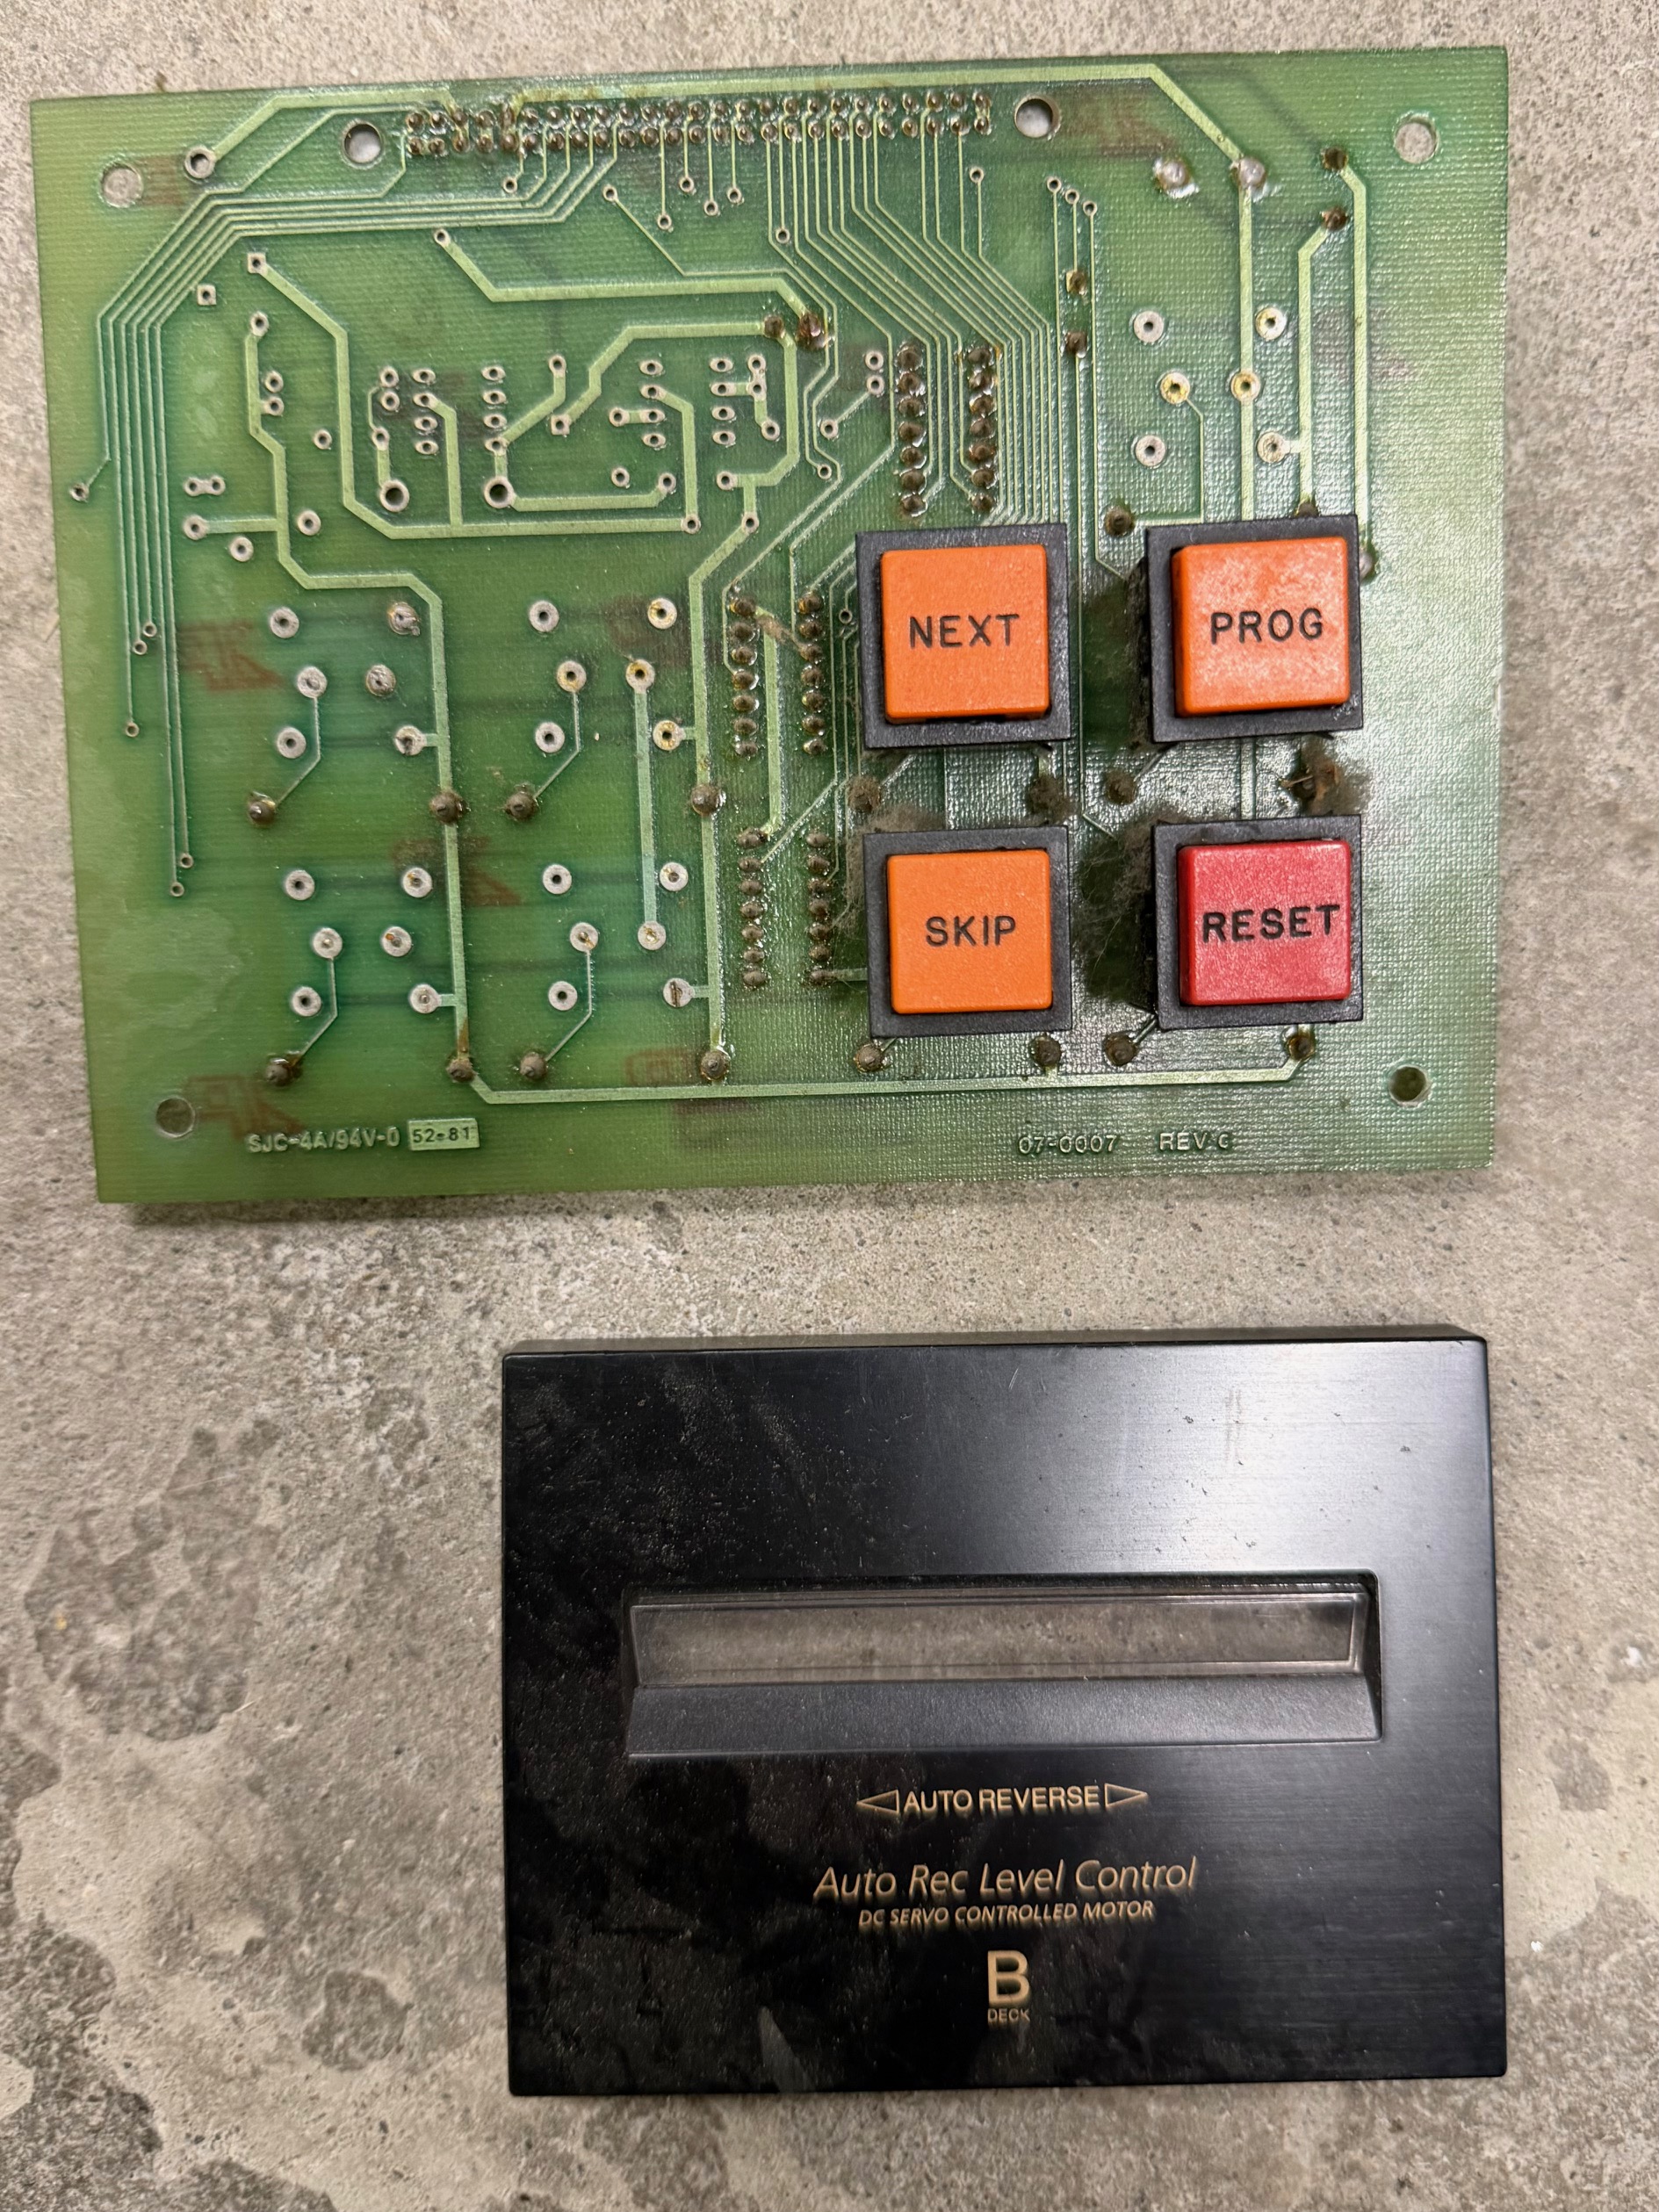 NEXT
PROG
SKIP
RESET
SJC-4A/94V-0 52-81
07-0007 REV C
AUTO REVERSE
Auto Rec Level Control
DC SERVO CONTROLLED MOTOR
B
DECK